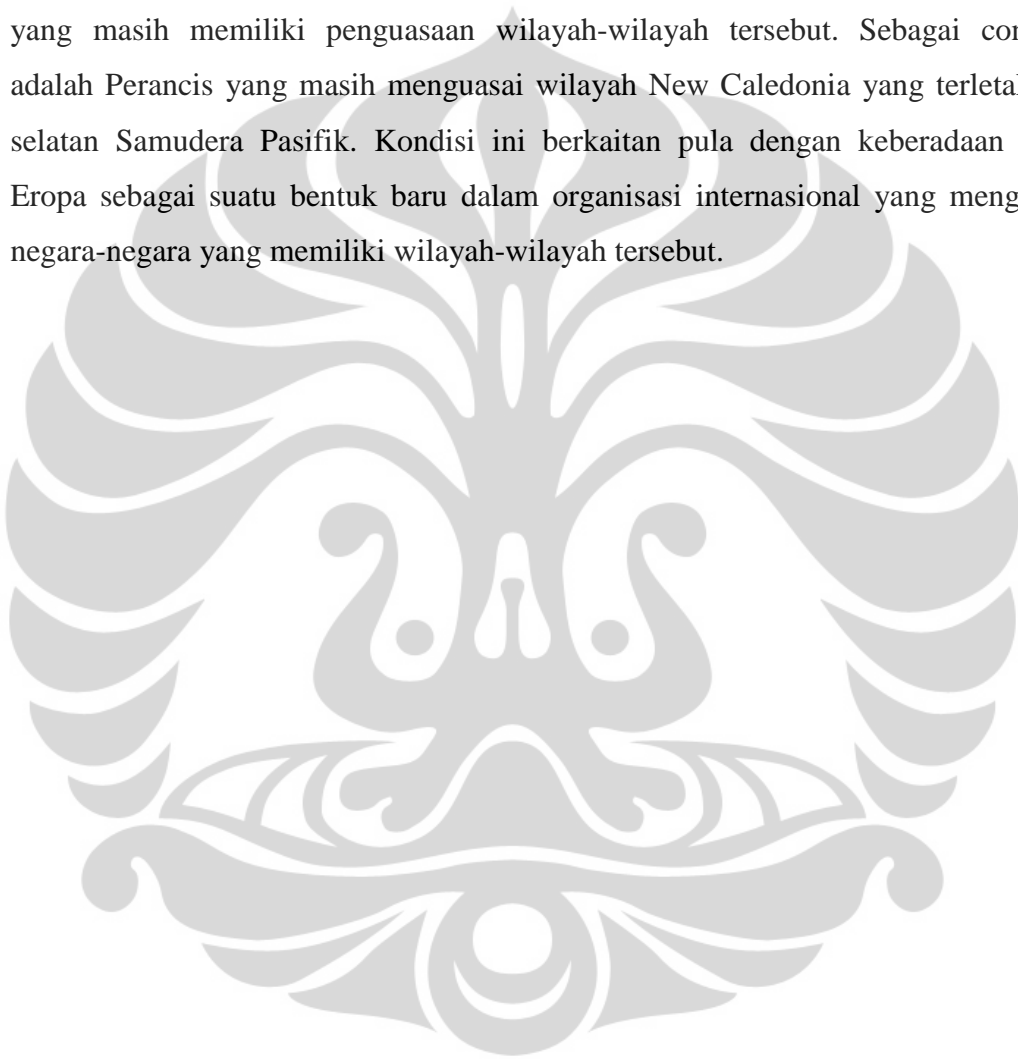 yang masih memiliki penguasaan wilayah-wilayah tersebut. Sebagai
adalah Perancis yang masih menguasai wilayah New Caledonia yang
selatan Samudera Pasifik. Kondisi ini berkaitan pula dengan keberadaan
Eropa sebagai suatu bentuk baru dalam organisasi internasional yang
negara-negara yang memiliki wilayah-wilayah tersebut.